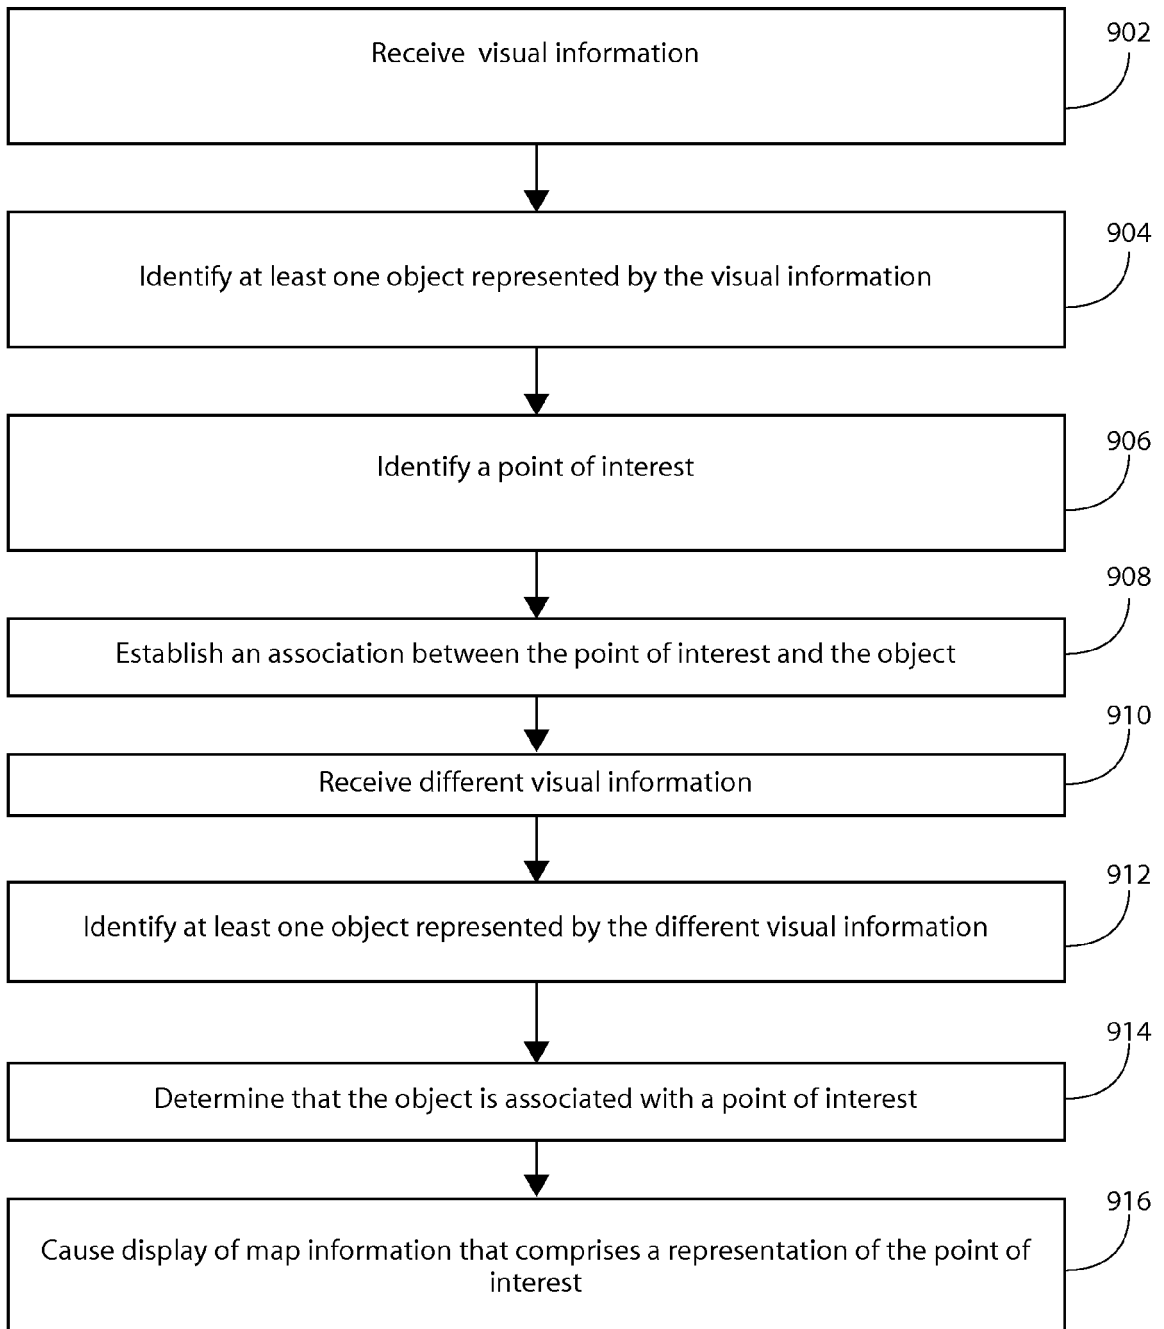 Receive visual information
902
Identify at least one object represented by the visual information
904
Identify a point of interest
906
Establish an association between the point of interest and the object
908
Receive different visual information
910
Identify at least one object represented by the different visual information
912
Determine that the object is associated with a point of interest
914
Cause display of map information that comprises a representation of the point of
interest
916